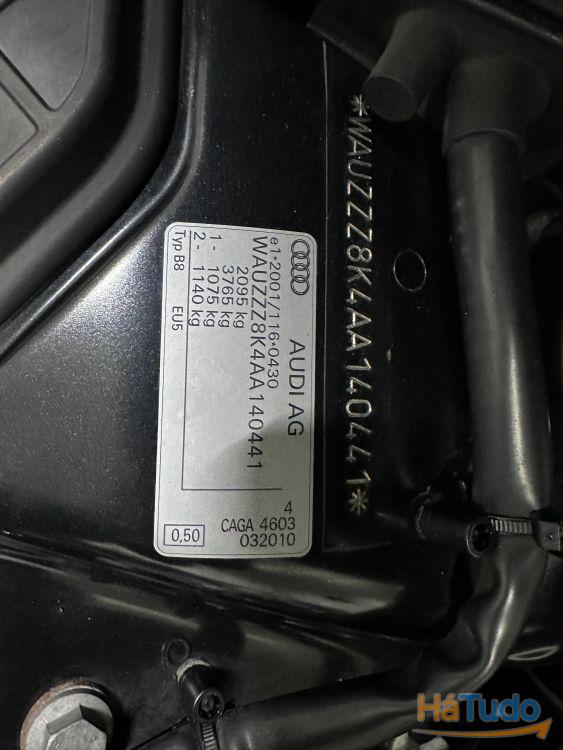 *WAUZZZ8K4AA140441*
AUDI AG
e1*2001/116*0430
WAUZZZ8K4AA140441
2095 kg
3765 kg
1- 1075 kg
2- 1140 kg
Typ B8 EU5
4
CAGA 4603
032010
0,50
HáTudo